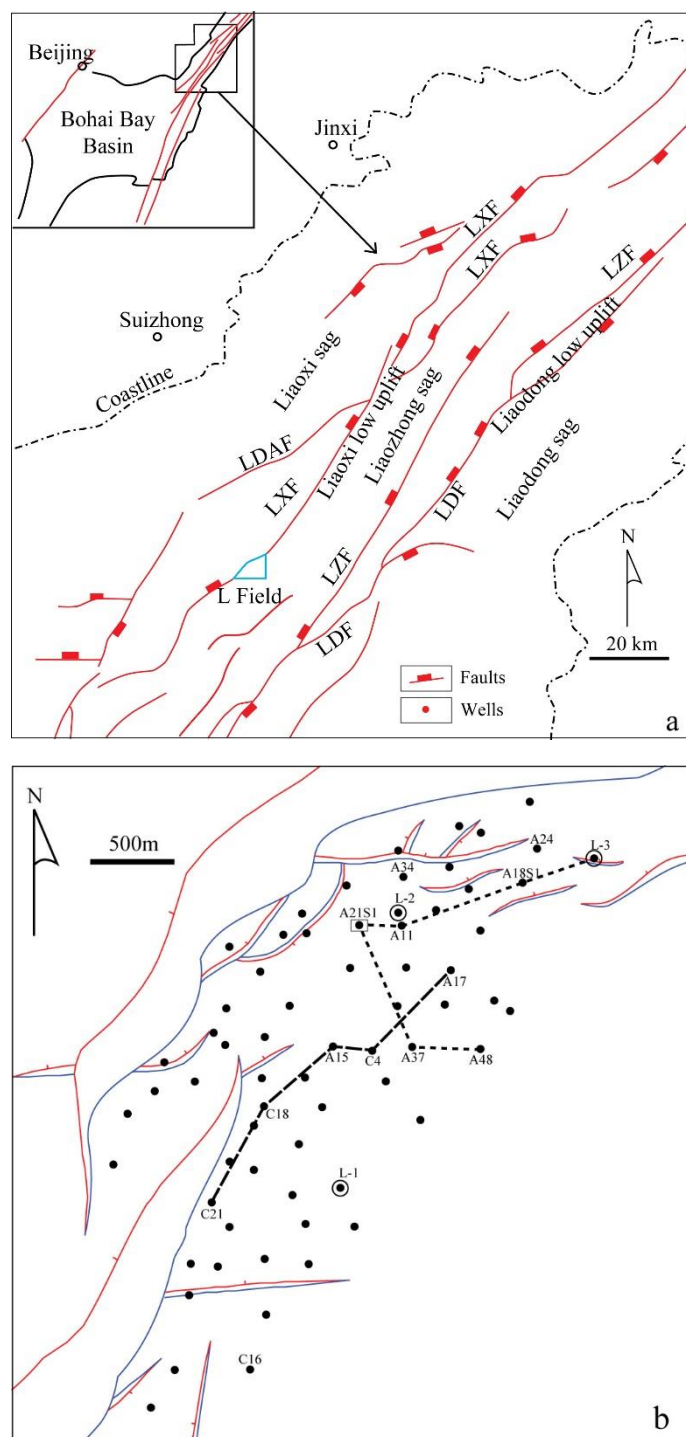 Beijing
Bohai Bay
Basin
Jinxi
LXF
LXF
LZF
Suizhong
Coastline
Liaoxi sag
Liaoxi low uplift
Liaozhong sag
Liaodong low uplift
Liaodong sag
LDAF
LXF
LDF
LZF
L Field
LDF
N
20 km
Faults
Wells
a
N
500m
A34
A24
L-3
A18S1
L-2
A21S1
A11
A17
A15
C4
A37
A48
C18
L-1
C21
C16
b